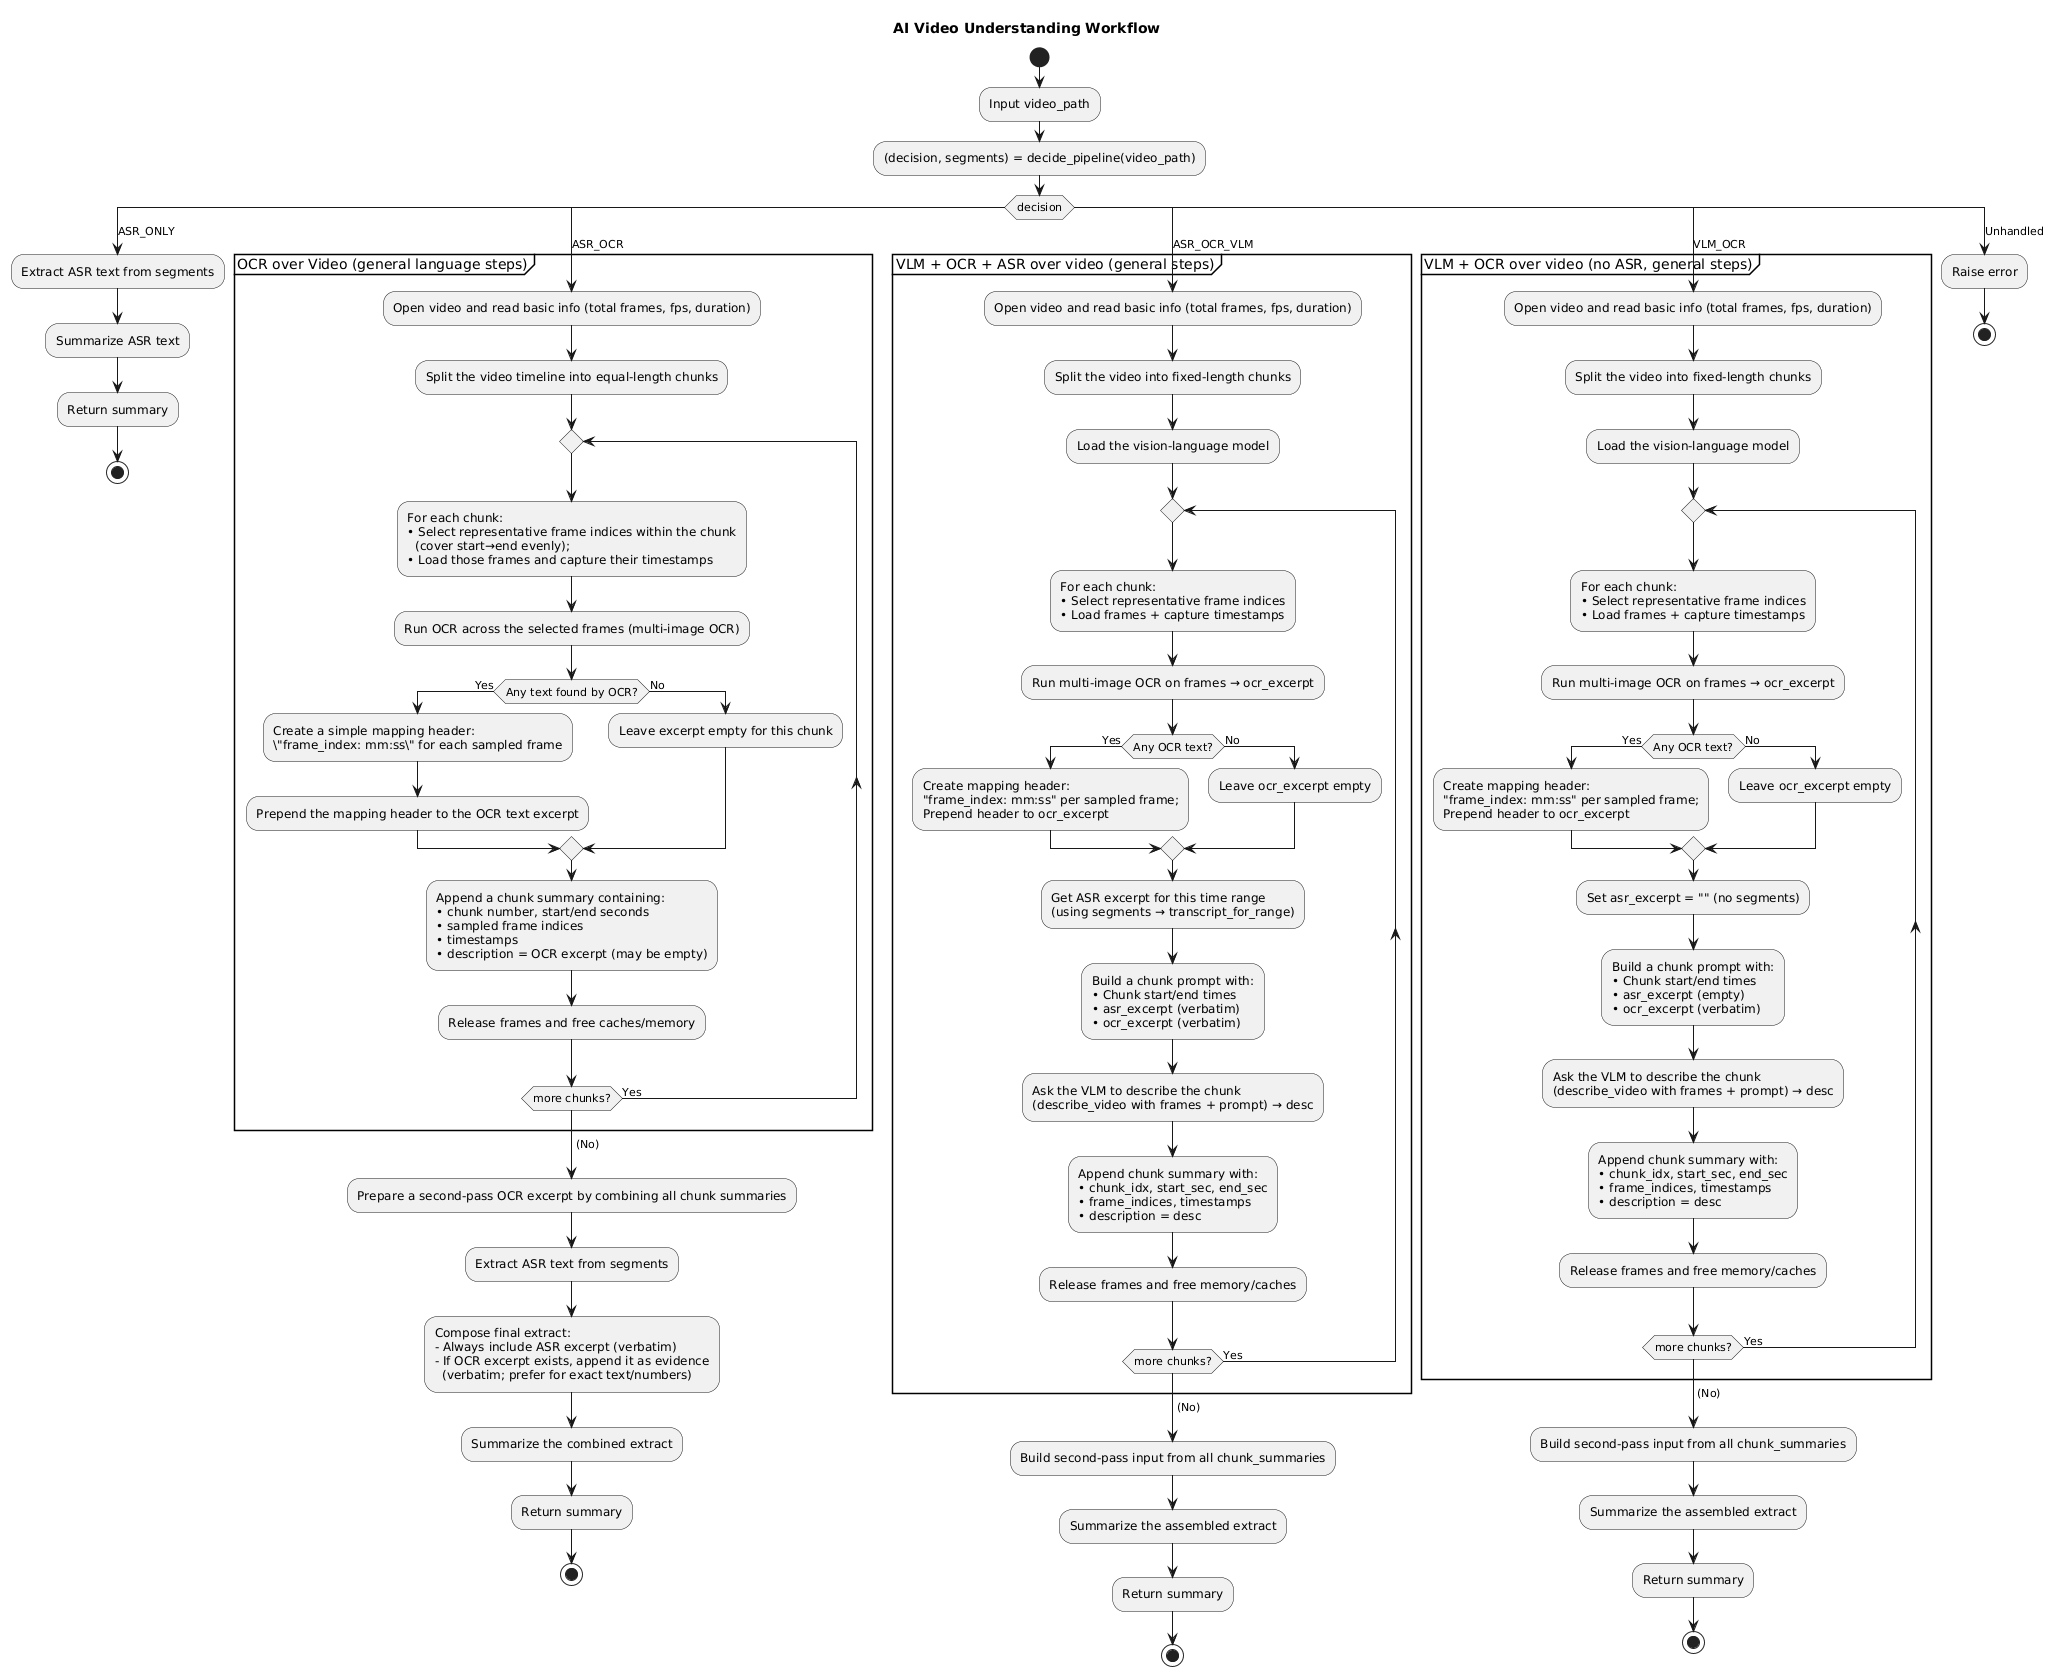 AI Video Understanding Workflow
Input video_path
(decision, segments) = decide_pipeline(video_path)
decision
ASR_ONLY
Extract ASR text from segments
Summarize ASR text
Return summary
ASR_OCR
OCR over Video (general language steps)
Open video and read basic info (total frames, fps, duration)
Split the video timeline into equal-length chunks
For each chunk:
• Select representative frame indices within the chunk
(cover start→end evenly);
• Load those frames and capture their timestamps
Run OCR across the selected frames (multi-image OCR)
Any text found by OCR?
Yes
Create a simple mapping header:
\"frame_index: mm:ss\" for each sampled frame
Prepend the mapping header to the OCR text excerpt
No
Leave excerpt empty for this chunk
Append a chunk summary containing:
• chunk number, start/end seconds
• sampled frame indices
• timestamps
• description = OCR excerpt (may be empty)
Release frames and free caches/memory
more chunks?
Yes
(No)
Prepare a second-pass OCR excerpt by combining all chunk summaries
Extract ASR text from segments
Compose final extract:
- Always include ASR excerpt (verbatim)
- If OCR excerpt exists, append it as evidence
(verbatim; prefer for exact text/numbers)
Summarize the combined extract
Return summary
ASR_OCR_VLM
VLM + OCR + ASR over video (general steps)
Open video and read basic info (total frames, fps, duration)
Split the video into fixed-length chunks
Load the vision-language model
For each chunk:
• Select representative frame indices
• Load frames + capture timestamps
Run multi-image OCR on frames → ocr_excerpt
Any OCR text?
Yes
Create mapping header:
"frame_index: mm:ss" per sampled frame;
Prepend header to ocr_excerpt
No
Leave ocr_excerpt empty
Get ASR excerpt for this time range
(using segments → transcript_for_range)
Build a chunk prompt with:
• Chunk start/end times
• asr_excerpt (verbatim)
• ocr_excerpt (verbatim)
Ask the VLM to describe the chunk
(describe_video with frames + prompt) → desc
Append chunk summary with:
• chunk_idx, start_sec, end_sec
• frame_indices, timestamps
• description = desc
Release frames and free memory/caches
more chunks?
Yes
(No)
Build second-pass input from all chunk_summaries
Summarize the assembled extract
Return summary
VLM_OCR
VLM + OCR over video (no ASR, general steps)
Open video and read basic info (total frames, fps, duration)
Split the video into fixed-length chunks
Load the vision-language model
For each chunk:
• Select representative frame indices
• Load frames + capture timestamps
Run multi-image OCR on frames → ocr_excerpt
Any OCR text?
Yes
Create mapping header:
"frame_index: mm:ss" per sampled frame;
Prepend header to ocr_excerpt
No
Leave ocr_excerpt empty
Set asr_excerpt = "" (no segments)
Build a chunk prompt with:
• Chunk start/end times
• asr_excerpt (empty)
• ocr_excerpt (verbatim)
Ask the VLM to describe the chunk
(describe_video with frames + prompt) → desc
Append chunk summary with:
• chunk_idx, start_sec, end_sec
• frame_indices, timestamps
• description = desc
Release frames and free memory/caches
more chunks?
Yes
(No)
Build second-pass input from all chunk_summaries
Summarize the assembled extract
Return summary
Unhandled
Raise error